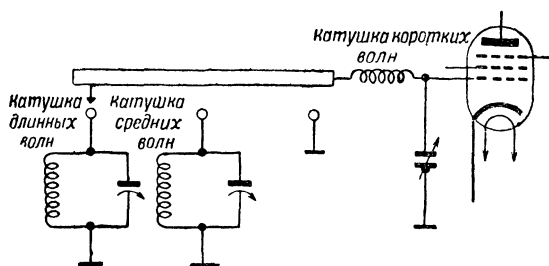 Катушка коротких
волн
Катушка
длинных
волн
Катушка
средних
волн